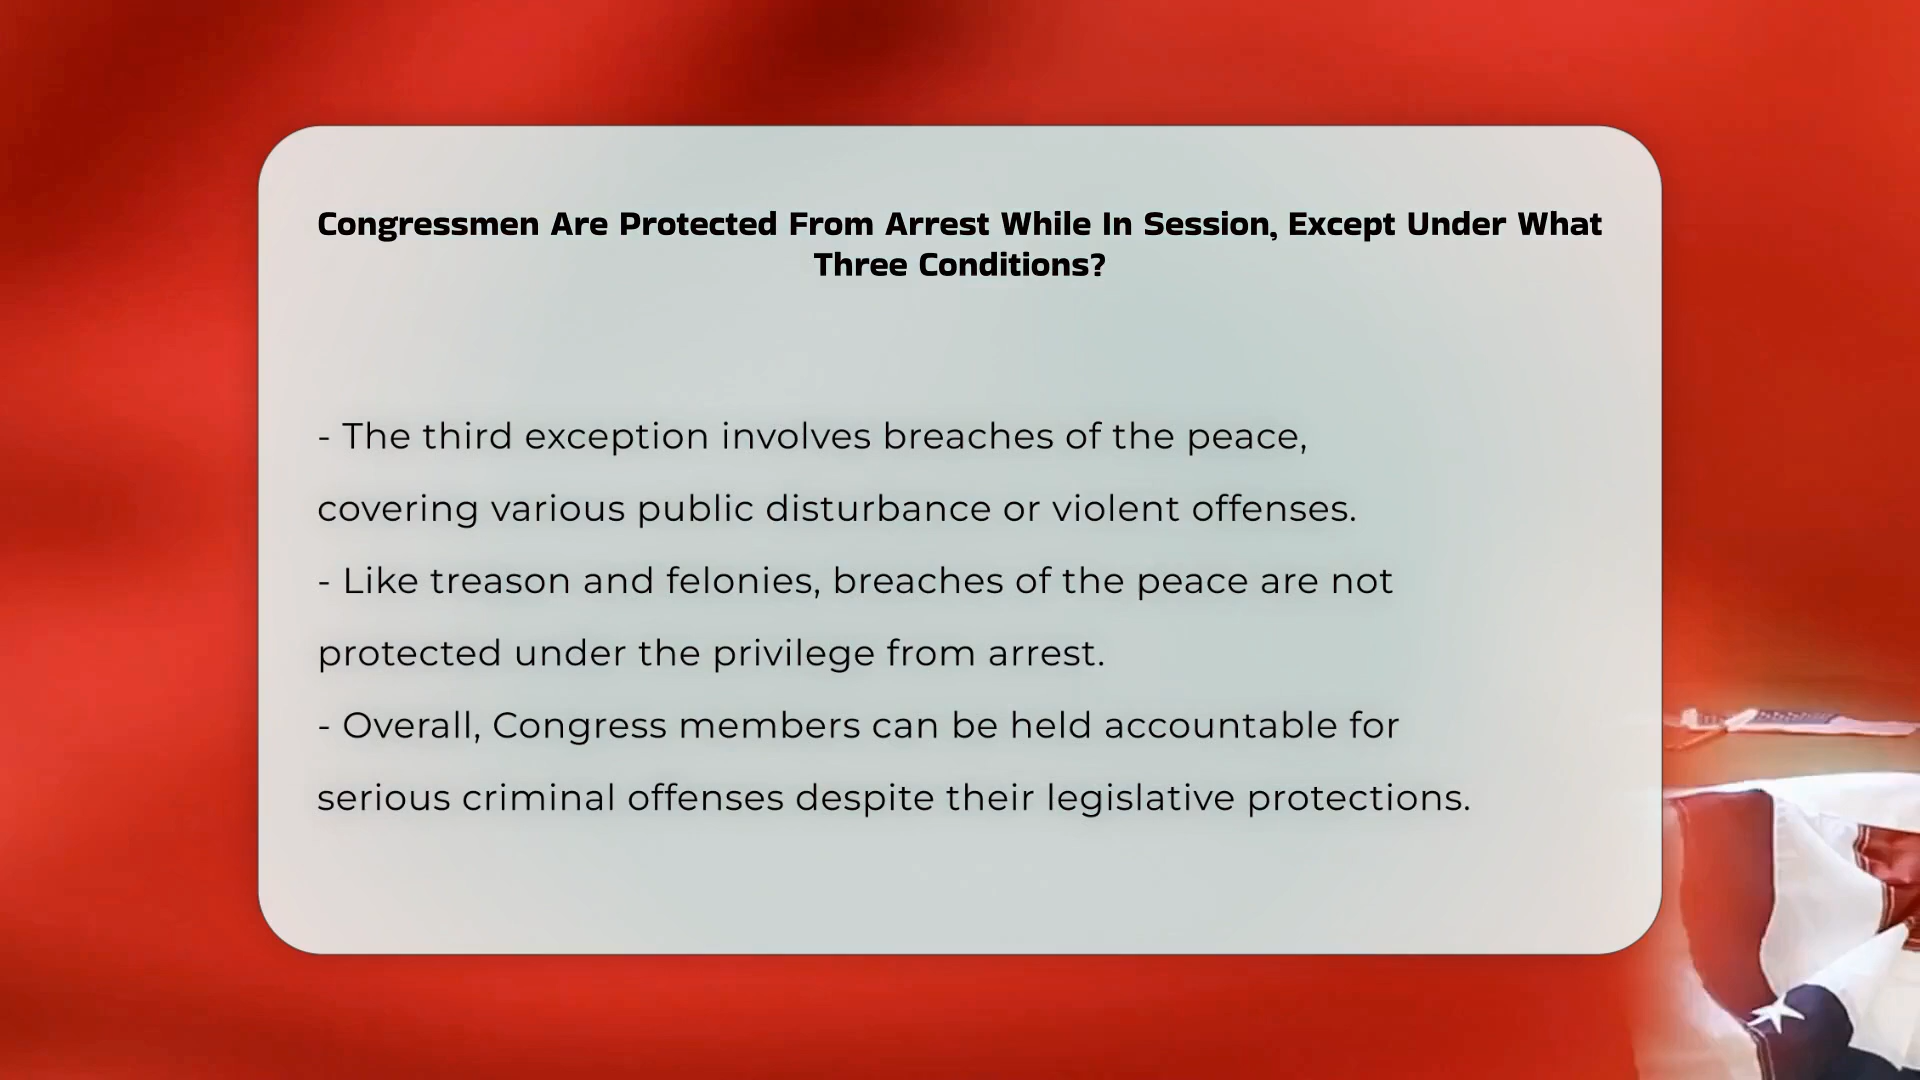 Congressmen Are Protected From Arrest While In Session, Except Under What
Three Conditions?
- The third exception involves breaches of the peace,
covering various public disturbance or violent offenses.
- Like treason and felonies, breaches of the peace are not
protected under the privilege from arrest.
- Overall, Congress members can be held accountable for
serious criminal offenses despite their legislative protections.